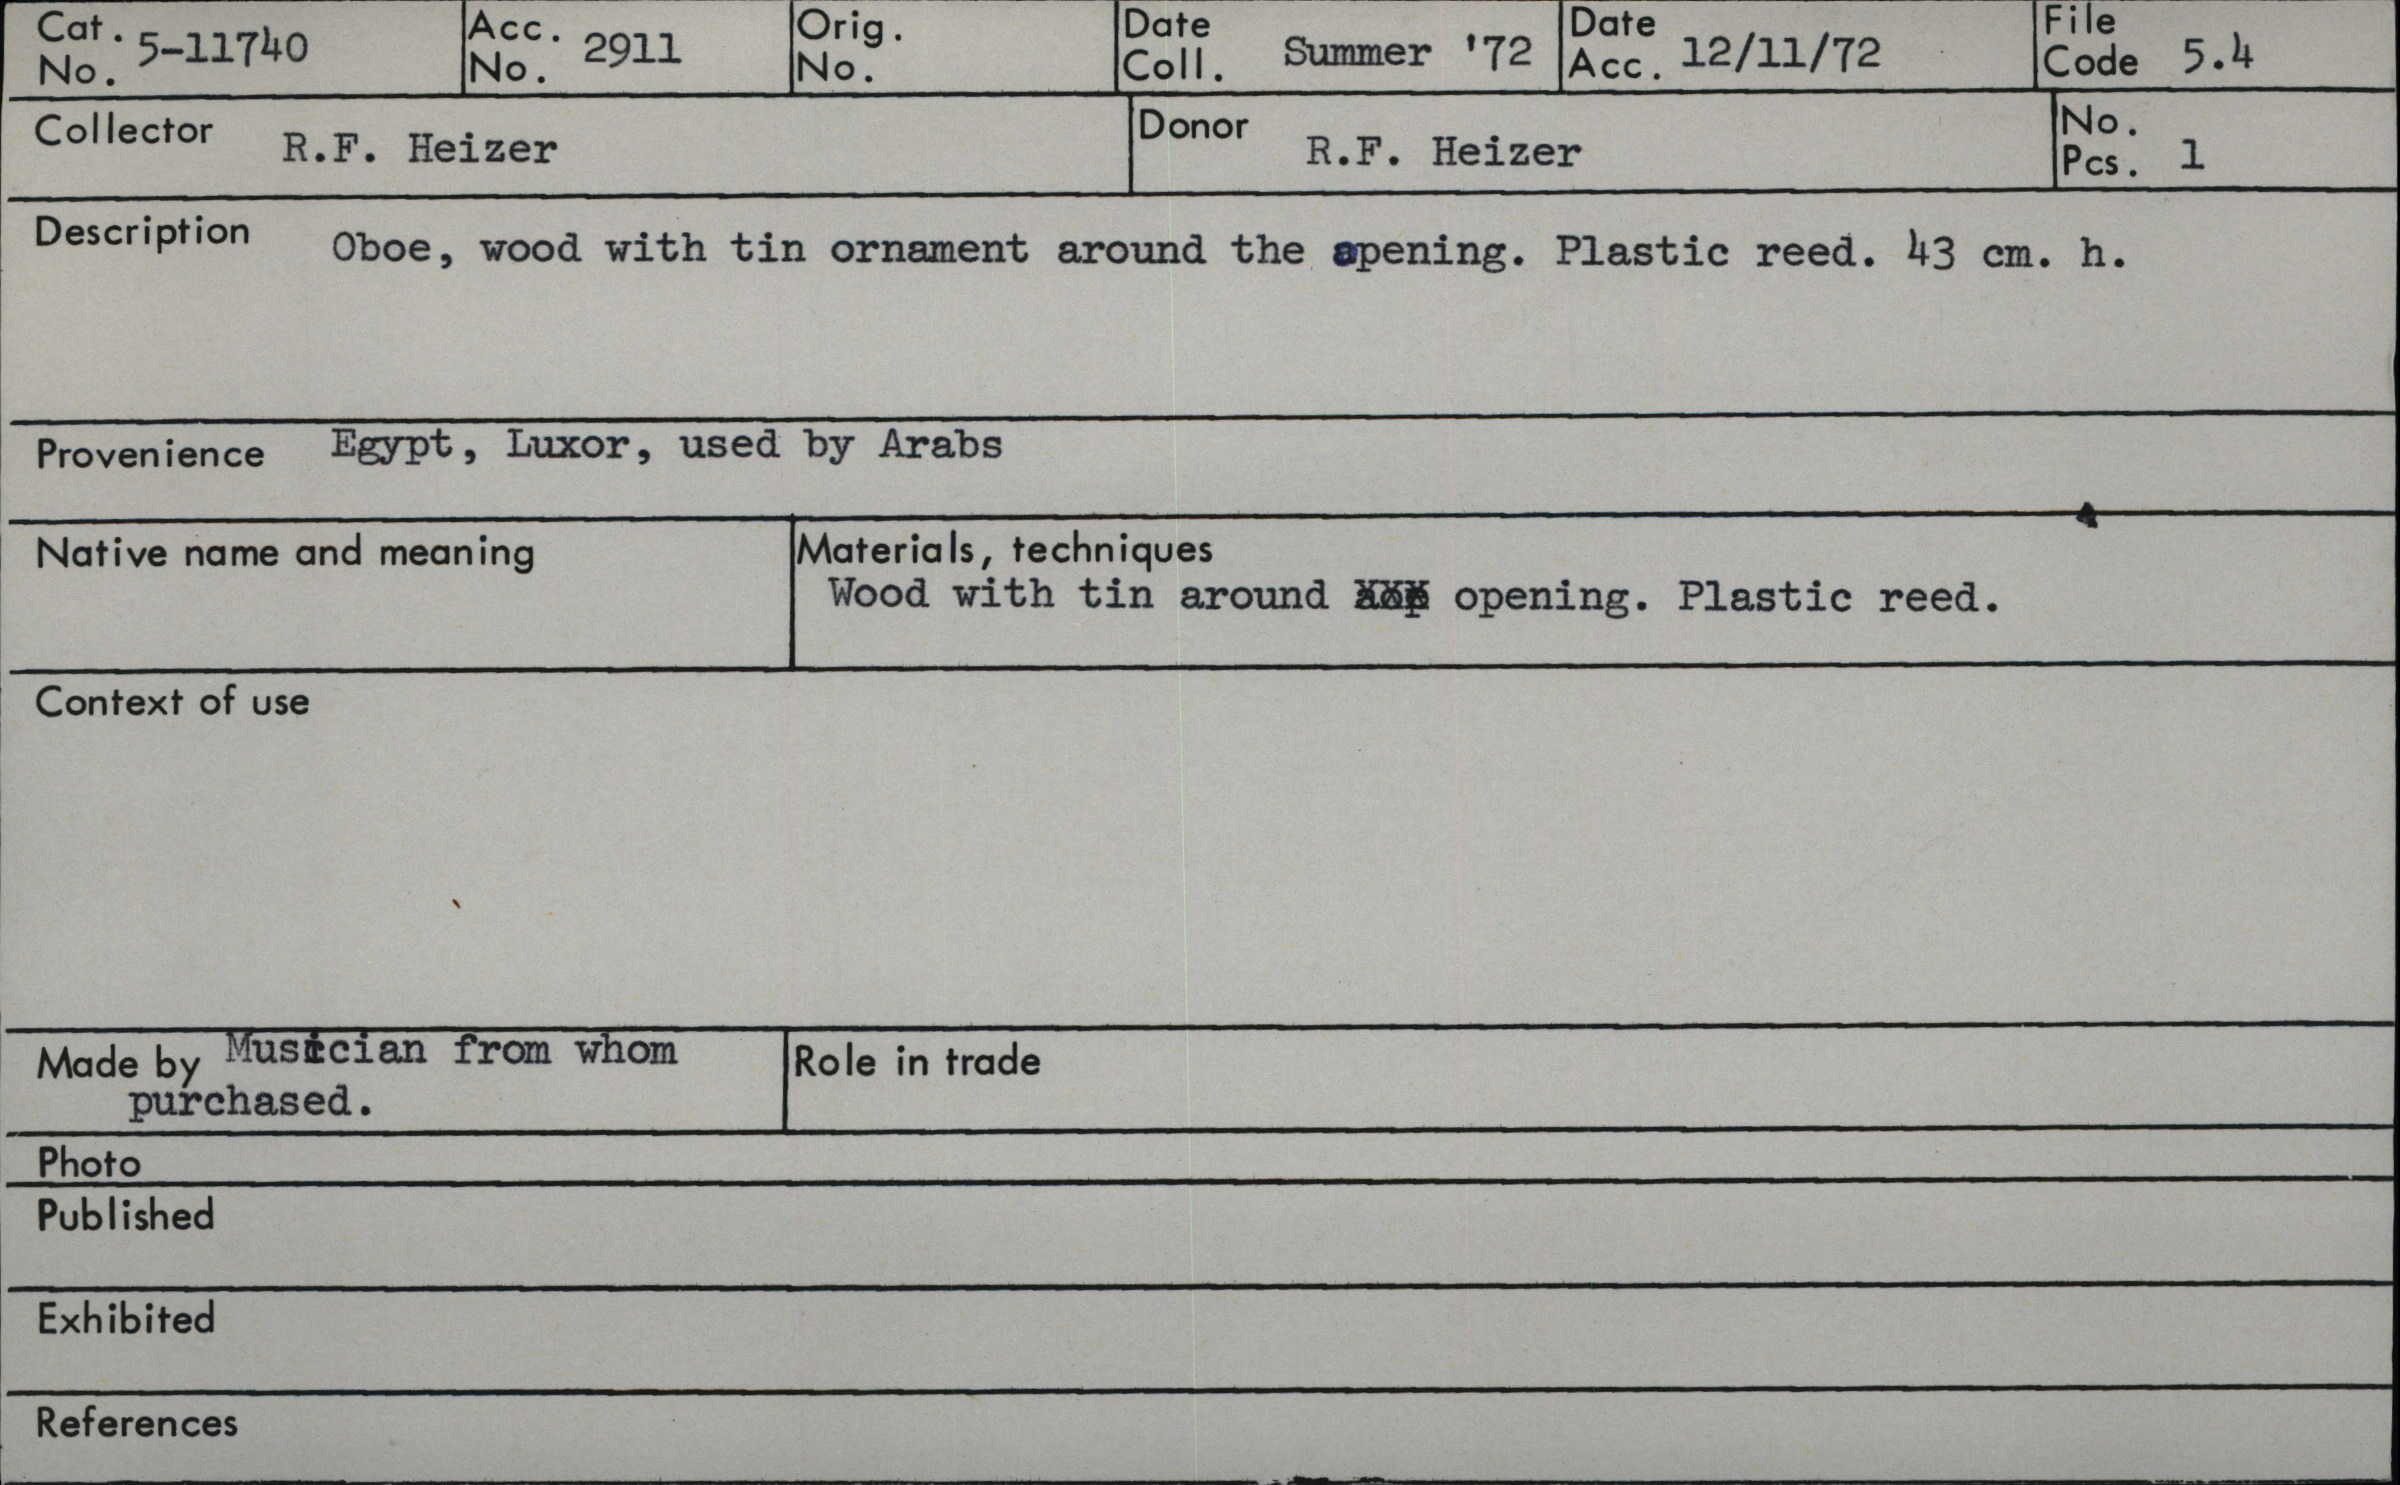 Cat. No. 5-11740 Acc. No. 2911 Orig. No. Date Coll. Summer '72 Date Acc. 12/11/72 File Code 5.4
Collector R.F. Heizer Donor R.F. Heizer No. Pcs. 1
Description Oboe, wood with tin ornament around the opening. Plastic reed. 43 cm. h.
Provenience Egypt, Luxor, used by Arabs
Native name and meaning Materials, techniques
Wood with tin around opening. Plastic reed.
Context of use
Made by Musician from whom Role in trade
purchased.
Photo
Published
Exhibited
References